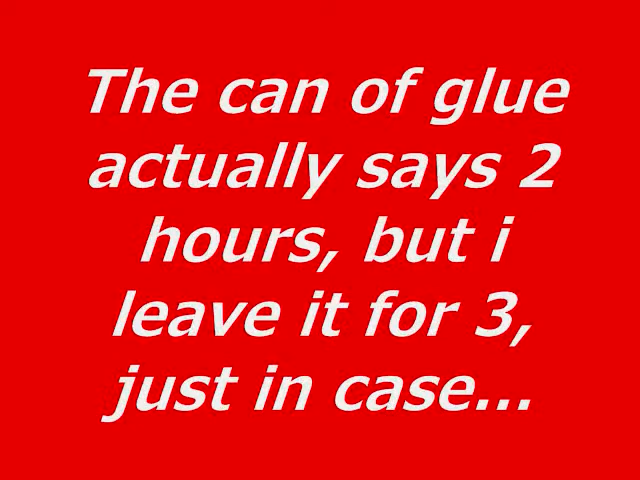 The can of glue
actually says 2
hours, but i
leave it for 3,
just in case...